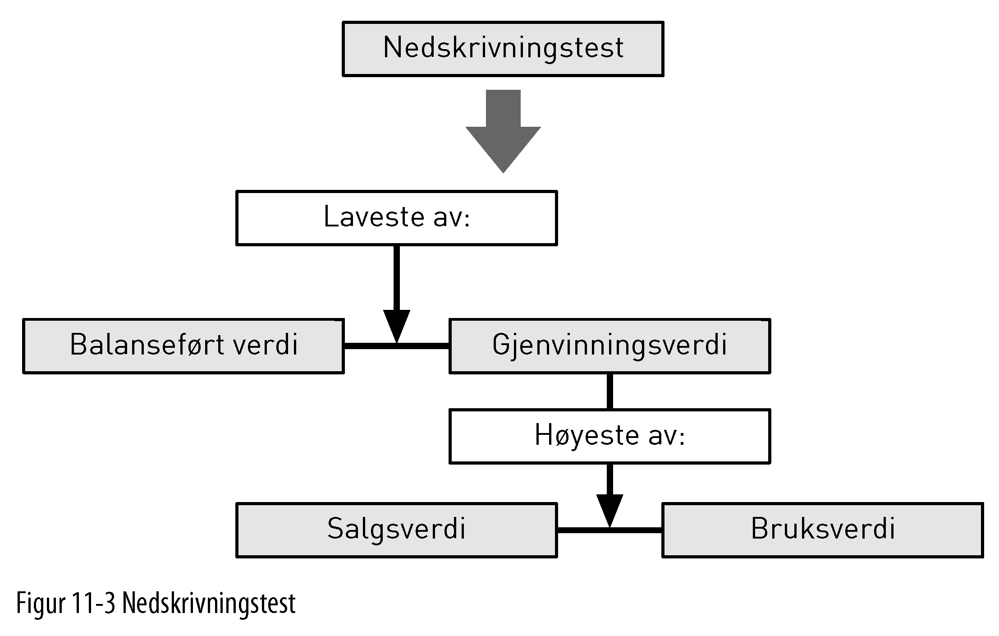 Nedskrivningstest
Laveste av:
Balanseført verdi
Gjenvinningsverdi
Høyeste av:
Salgsverdi
Bruksverdi
Figur 11-3 Nedskrivningstest